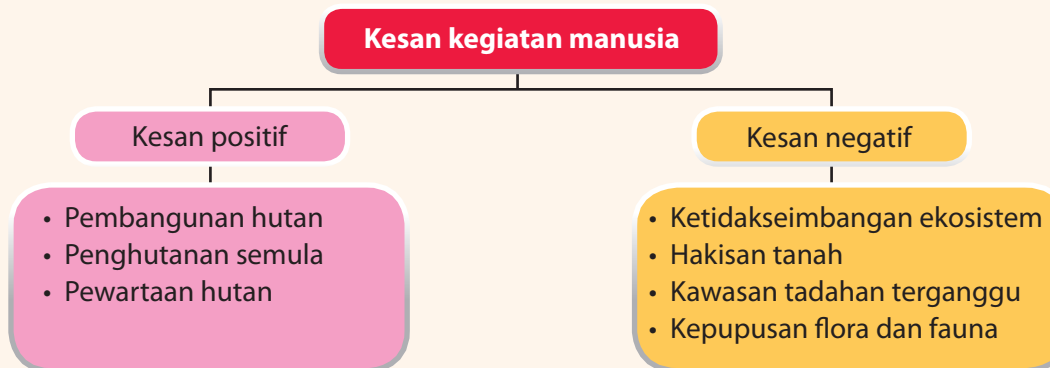 Kesan kegiatan manusia
Kesan positif
• Pembangunan hutan
• Penghutanan semula
• Pewartaan hutan
Kesan negatif
• Ketidakseimbangan ekosistem
• Hakisan tanah
• Kawasan tadahan terganggu
• Kepupusan flora dan fauna